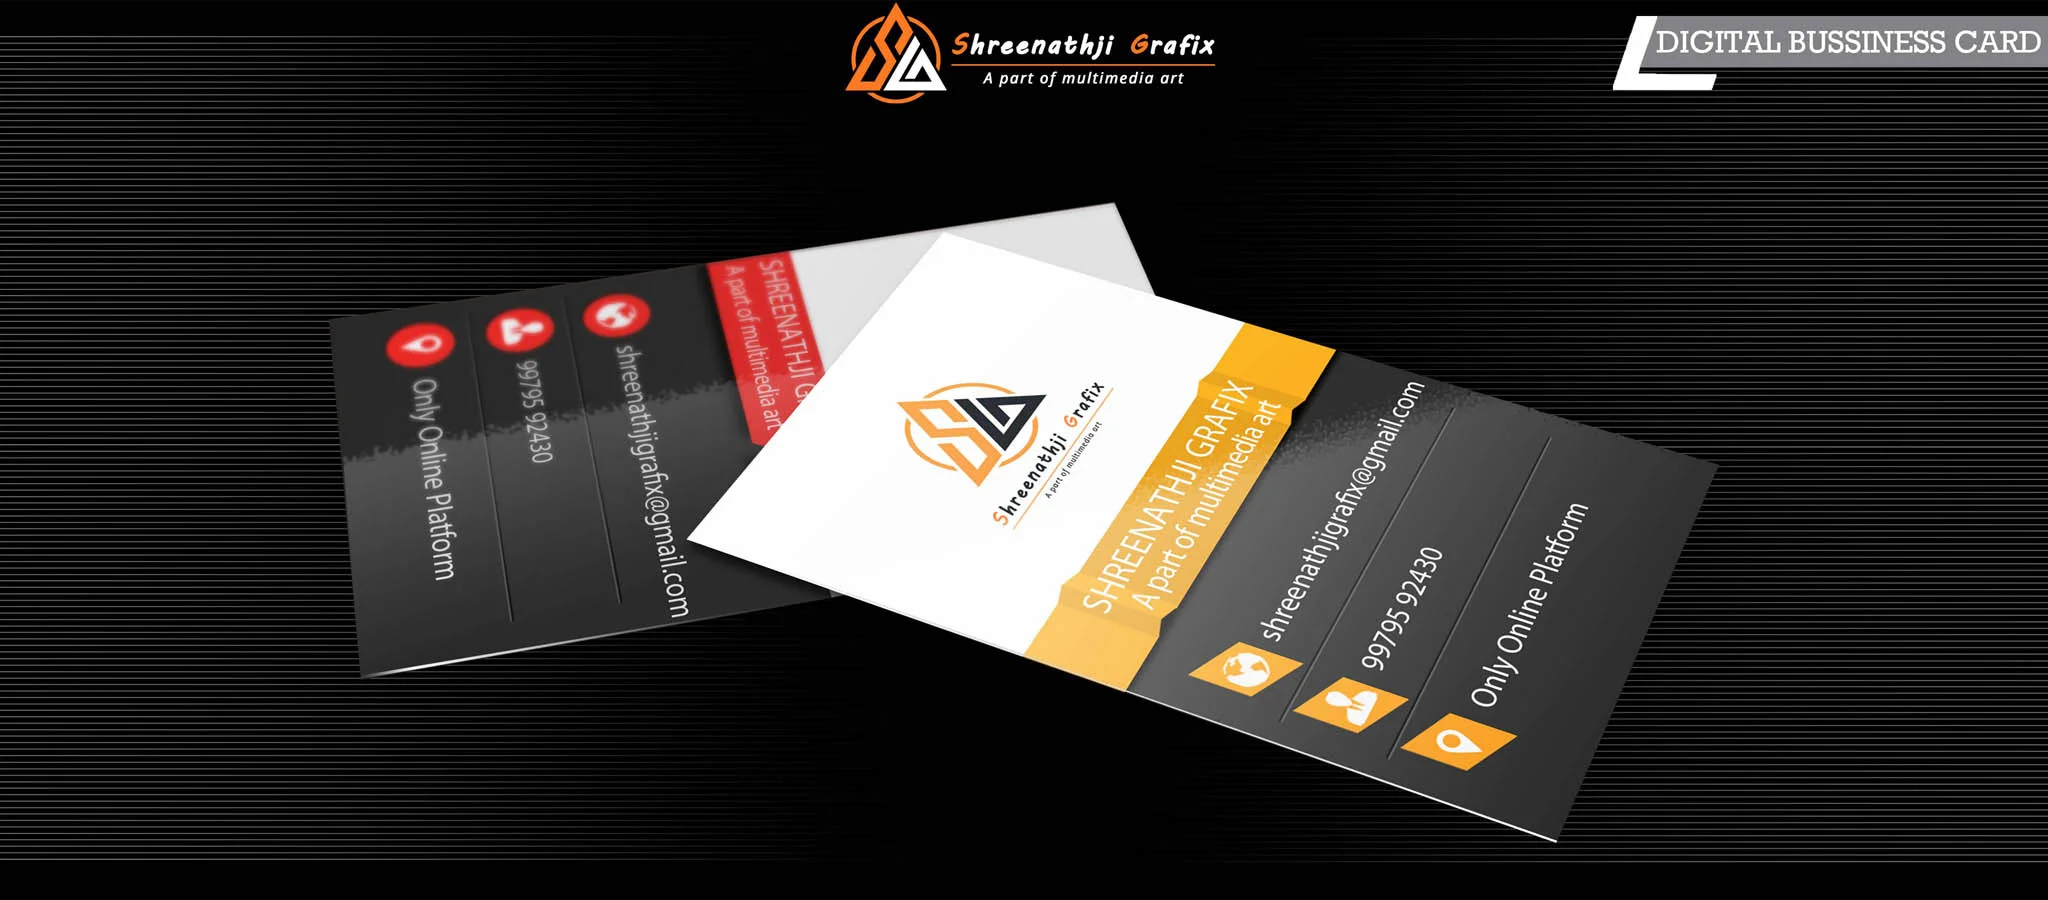 Shreenathji Grafix
A part of multimedia art
DIGITAL BUSSINESS CARD
Only Online Platform
99795 92430
shreenathjigrafix@gmail.com
SHREENATHJI G
A part of multimedia art
Shreenathji Grafix
A part of multimedia art
SHREENATHJI GRAFIX
A part of multimedia art
shreenathjigrafix@gmail.com
99795 92430
Only Online Platform